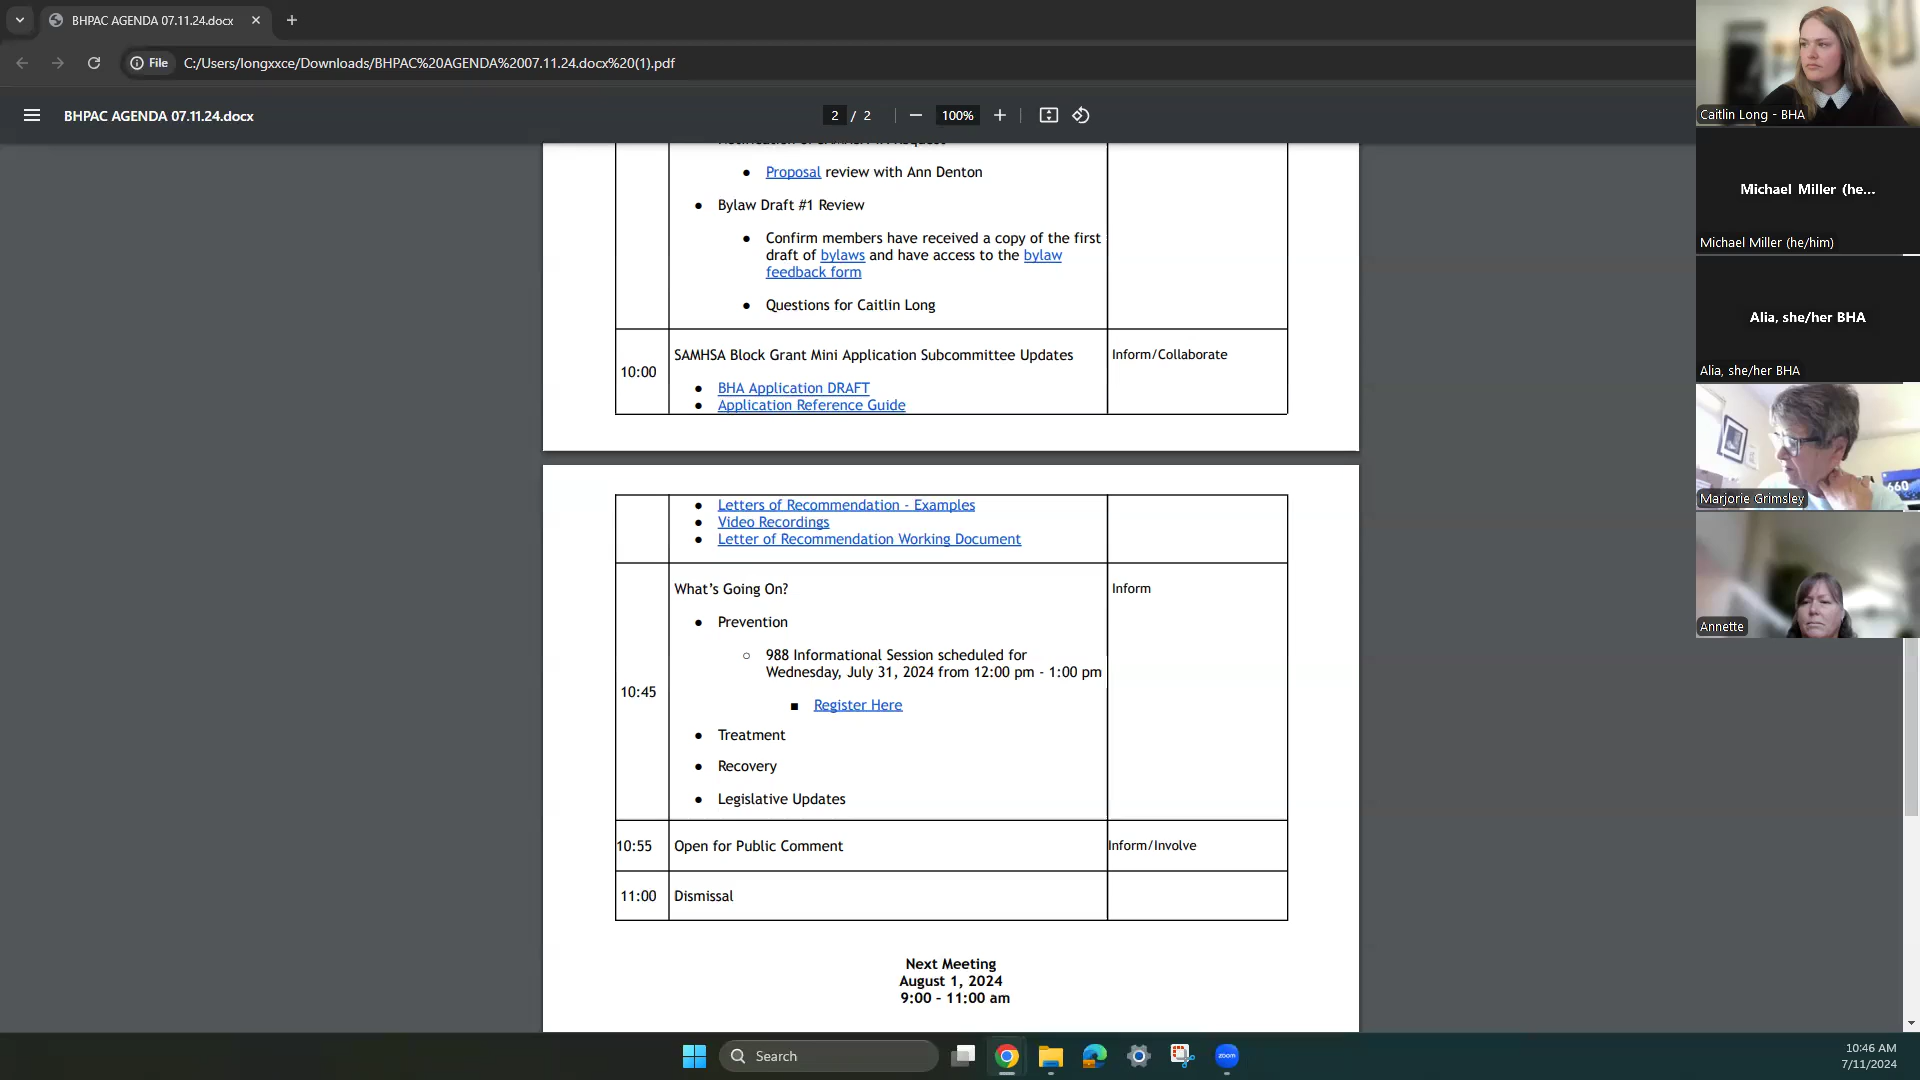 BHPAC AGENDA 07.11.24.docx
File
C:/Users/longxxce/Downloads/BHPAC%20AGENDA%2007.11.24.docx%20(1).pdf
BHPAC AGENDA 07.11.24.docx
2 / 2
100%
Proposal review with Ann Denton
Bylaw Draft #1 Review
Confirm members have received a copy of the first
draft of bylaws and have access to the bylaw
feedback form
Questions for Caitlin Long
10:00
SAMHSA Block Grant Mini Application Subcommittee Updates
Inform/Collaborate
BHA Application DRAFT
Application Reference Guide
Letters of Recommendation - Examples
Video Recordings
Letter of Recommendation Working Document
10:45
What's Going On?
Inform
Prevention
988 Informational Session scheduled for
Wednesday, July 31, 2024 from 12:00 pm - 1:00 pm
Register Here
Treatment
Recovery
Legislative Updates
10:55
Open for Public Comment
Inform/Involve
11:00
Dismissal
Next Meeting
August 1, 2024
9:00 - 11:00 am
Caitlin Long - BHA
Michael Miller (he...
Michael Miller (he/him)
Alia, she/her BHA
Alia, she/her BHA
660
Marjorie Grimsley
Annette
Search
zoom
10:46 AM
7/11/2024